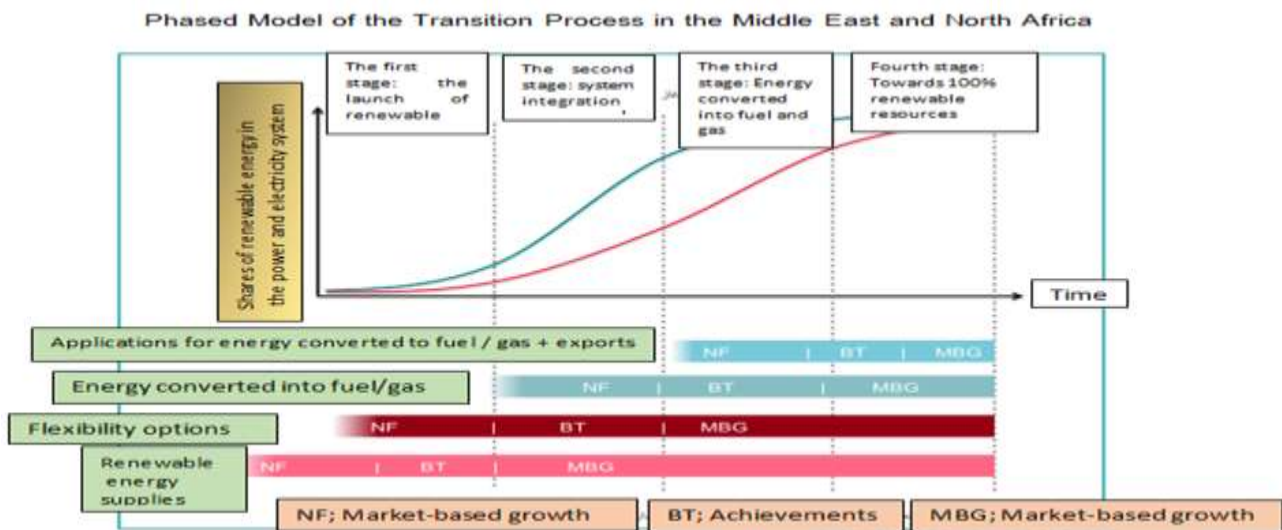 Phased Model of the Transition Process in the Middle East and North Africa
The first
stage: the
launch of
renewable
The second
stage: system
integration,
The third
stage: Energy
converted
into fuel and
gas
Fourth stage:
Towards 100%
renewable
resources
Shares of renewable energy in
the power and electricity system
Time
Applications for energy converted to fuel / gas + exports
NF | BT | MBG
Energy converted into fuel/gas
NF | BT | MBG
Flexibility options
NF | BT | MBG
Renewable
energy
supplies
NF | BT | MBG
NF; Market-based growth
BT; Achievements
MBG; Market-based growth